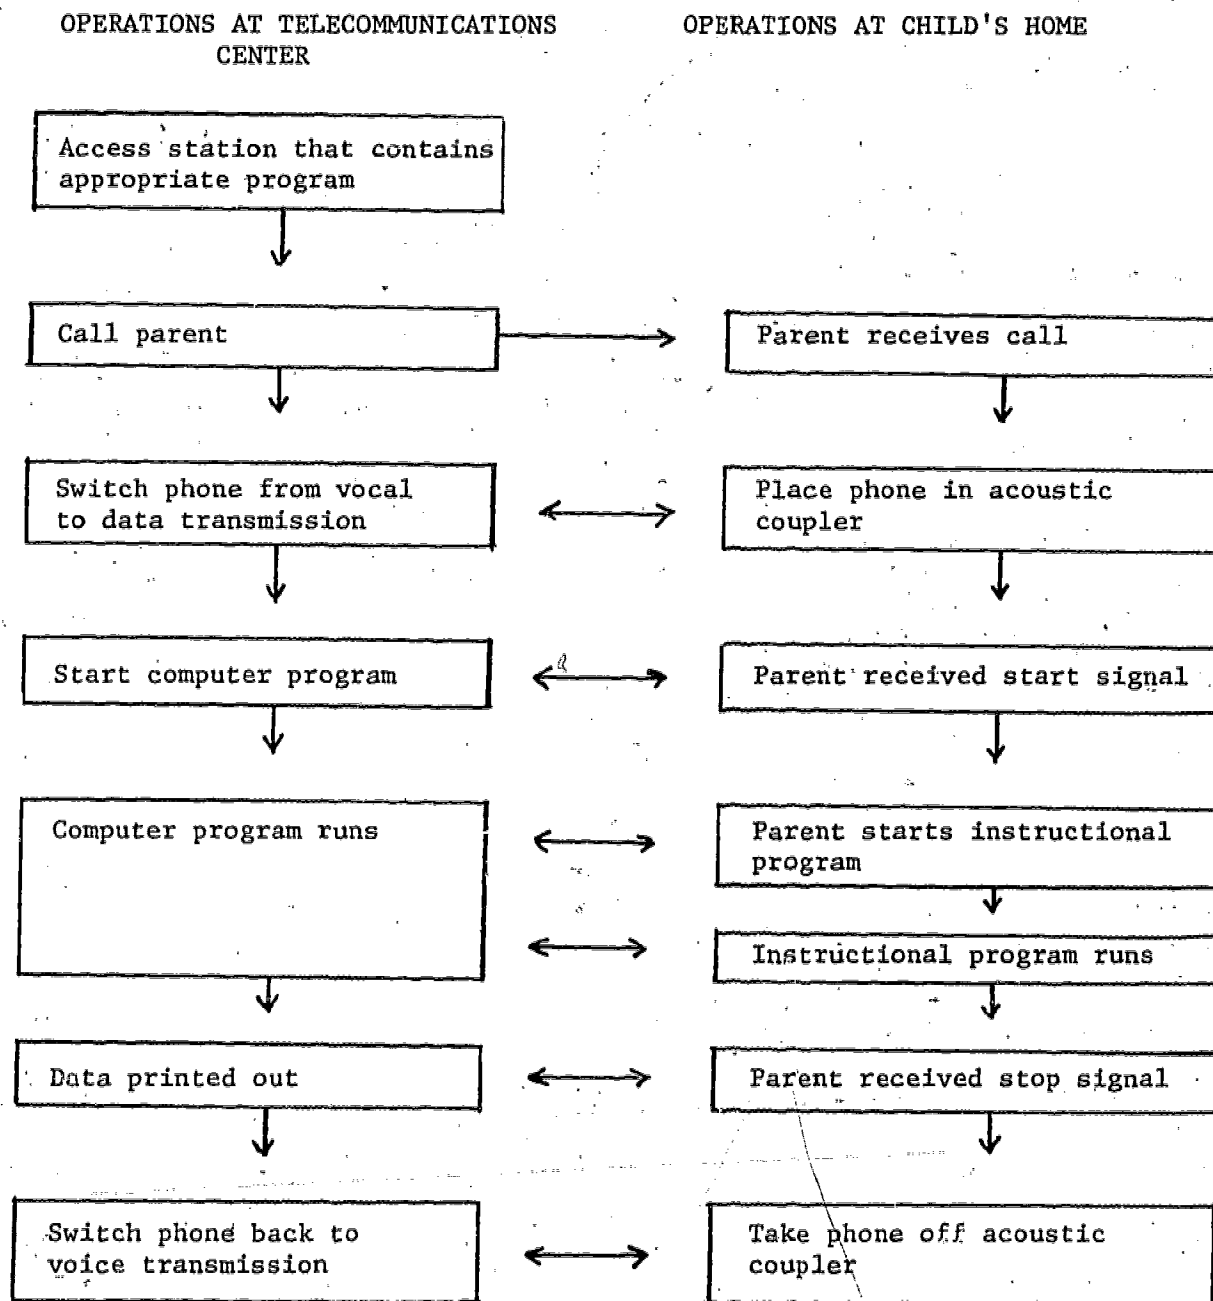 OPERATIONS AT TELECOMMUNICATIONS
CENTER
OPERATIONS AT CHILD'S HOME
Access station that contains
appropriate program
Call parent
Parent receives call
Switch phone from vocal
to data transmission
Place phone in acoustic
coupler
Start computer program
Parent received start signal
Computer program runs
Parent starts instructional
program
Instructional program runs
Data printed out
Parent received stop signal
Switch phone back to
voice transmission
Take phone off acoustic
coupler